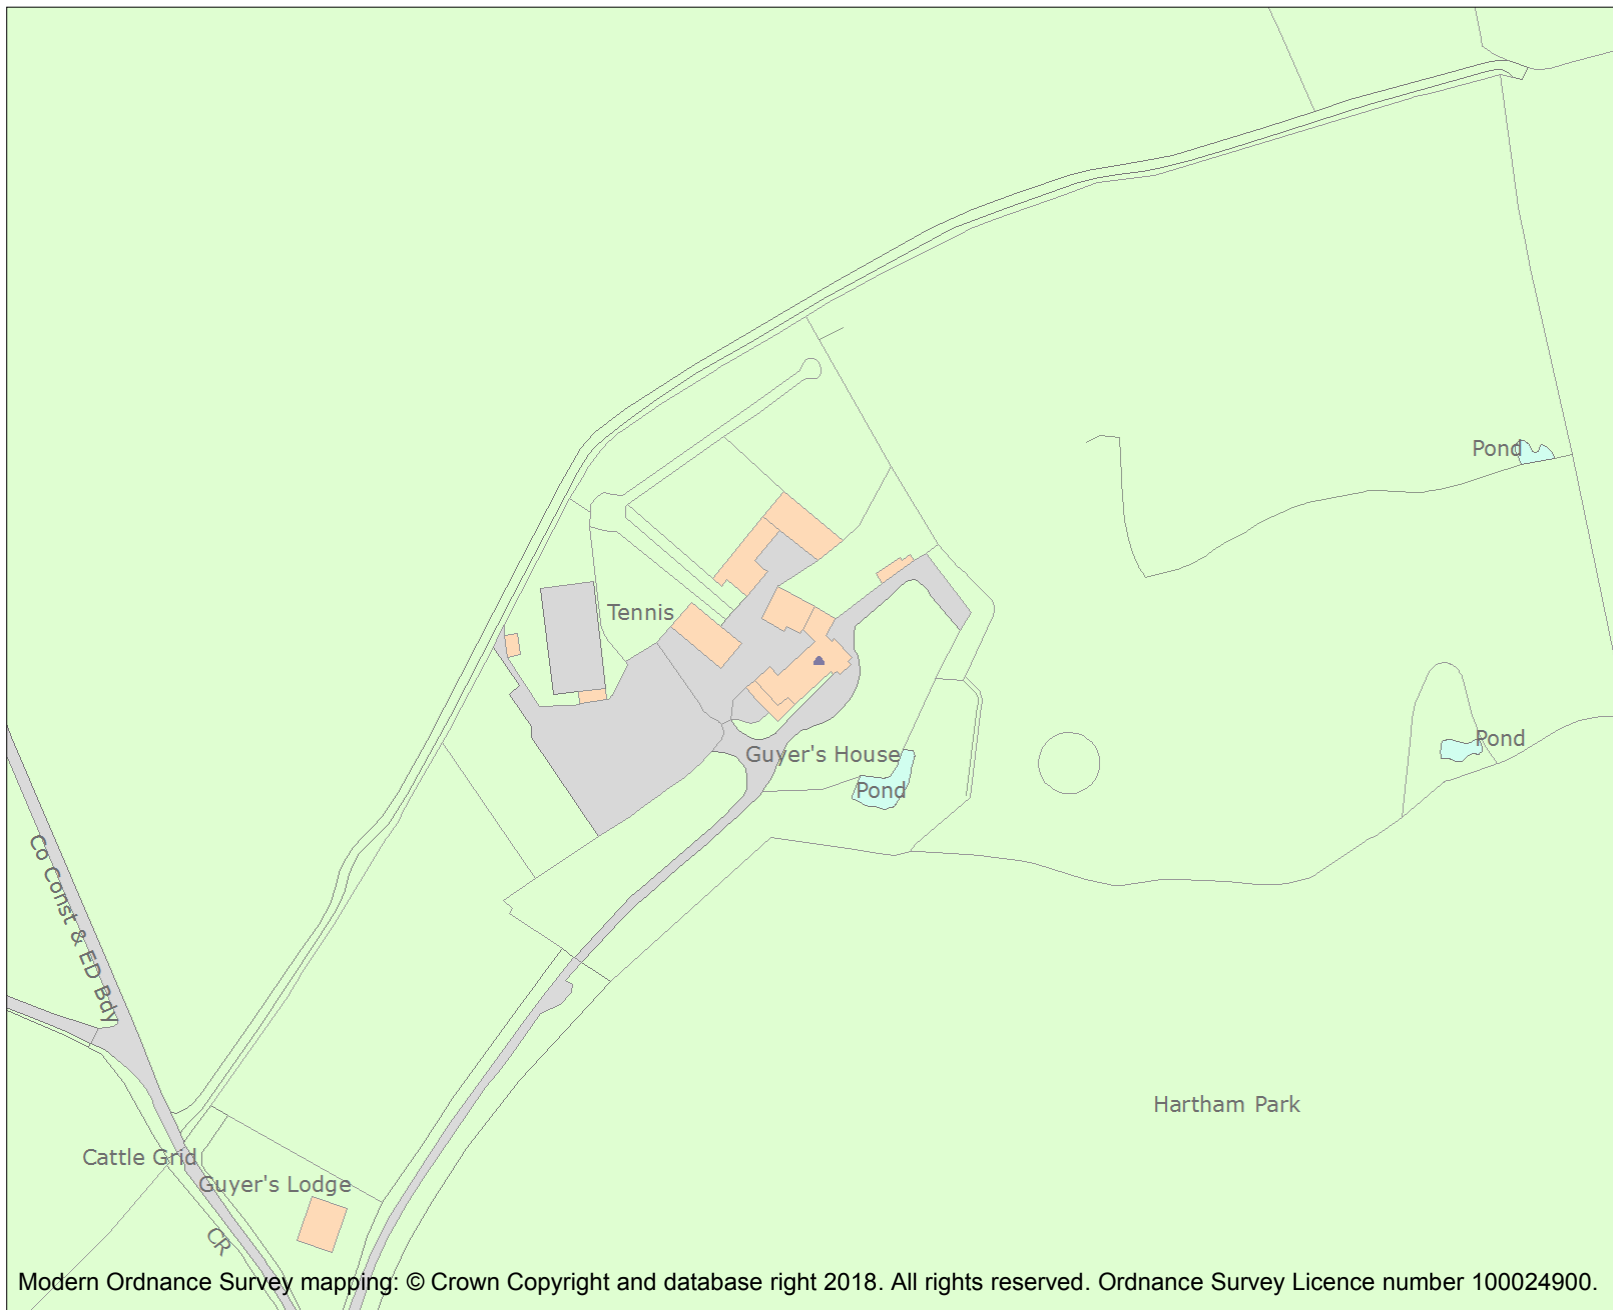 Pond
Tennis
Pond
Guyer's House
Pond
Co Const & ED Bdy
Hartham Park
Cattle Grid
Guyer's Lodge
CR
Modern Ordnance Survey mapping: © Crown Copyright and database right 2018. All rights reserved. Ordnance Survey Licence number 100024900.